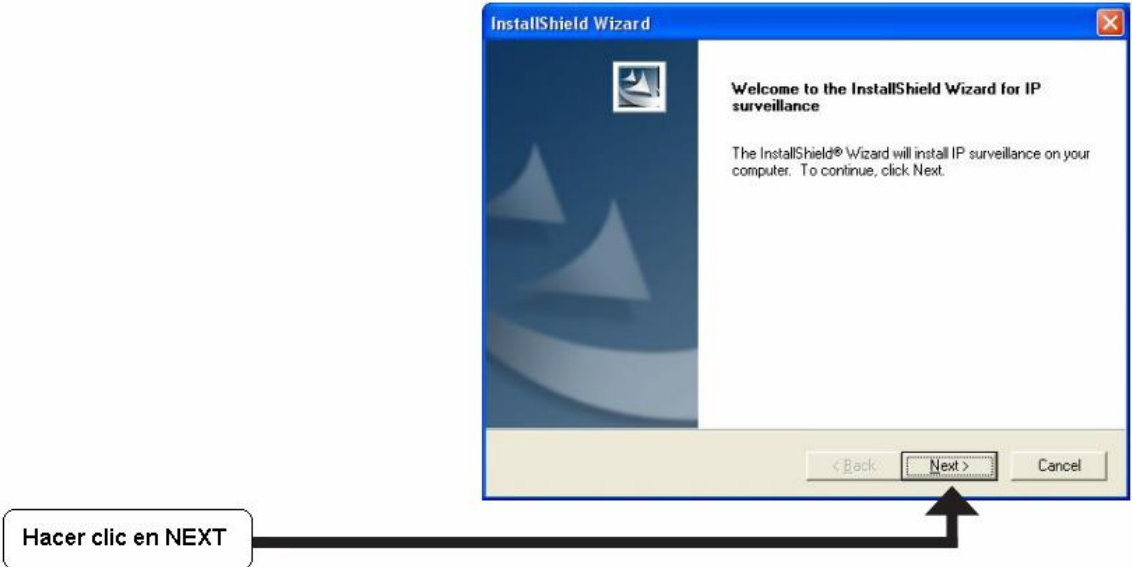 InstallShield Wizard
Welcome to the InstallShield Wizard for IP
surveillance
The InstallShield® Wizard will install IP surveillance on your
computer. To continue, click Next.
< Back
Next >
Cancel
Hacer clic en NEXT